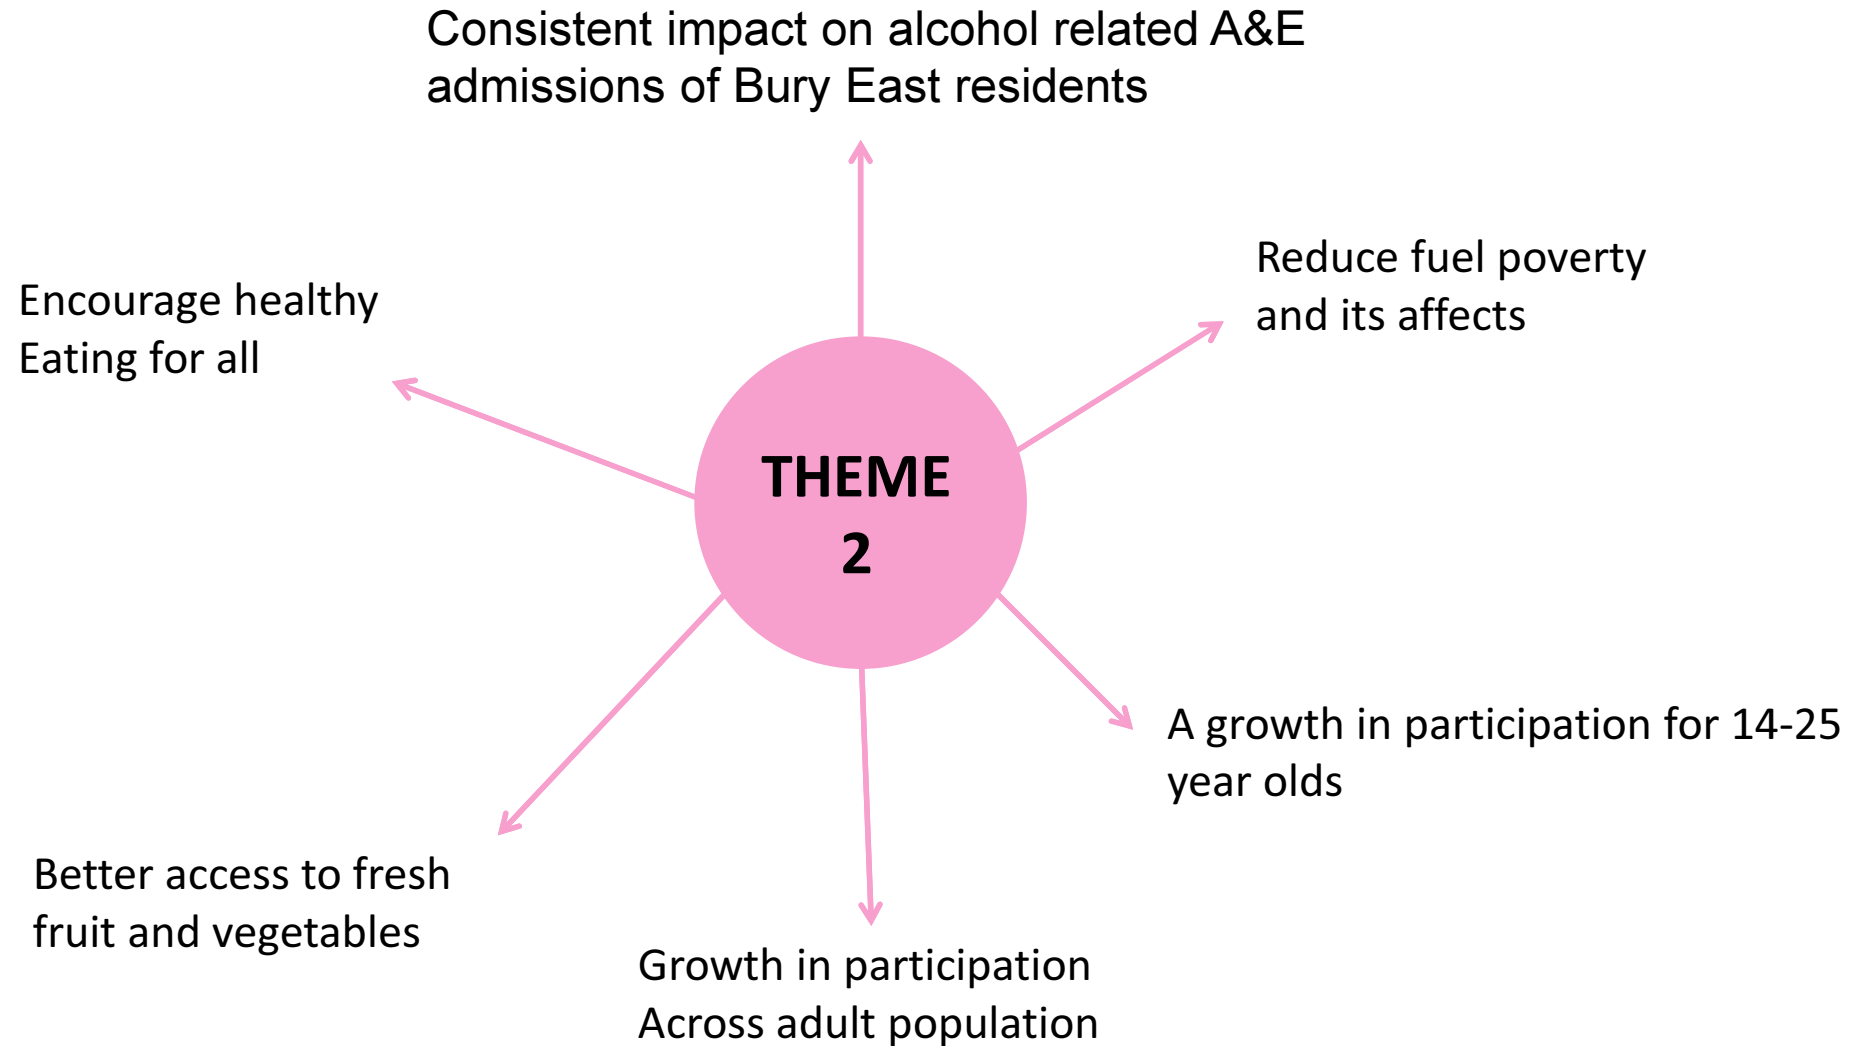 Consistent impact on alcohol related A&E
admissions of Bury East residents
Reduce fuel poverty
and its affects
Encourage healthy
Eating for all
THEME
2
A growth in participation for 14-25
year olds
Better access to fresh
fruit and vegetables
Growth in participation
Across adult population